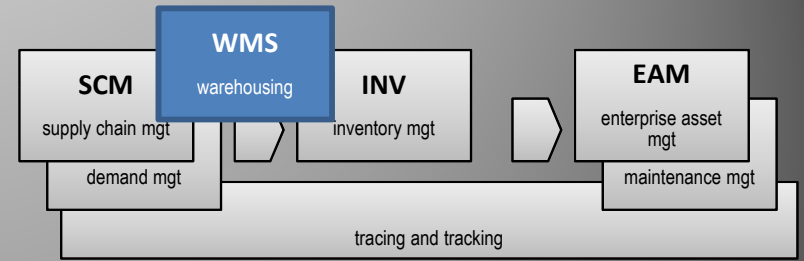 WMS
warehousing
SCM
supply chain mgt
INV
inventory mgt
EAM
enterprise asset
mgt
demand mgt
maintenance mgt
tracing and tracking